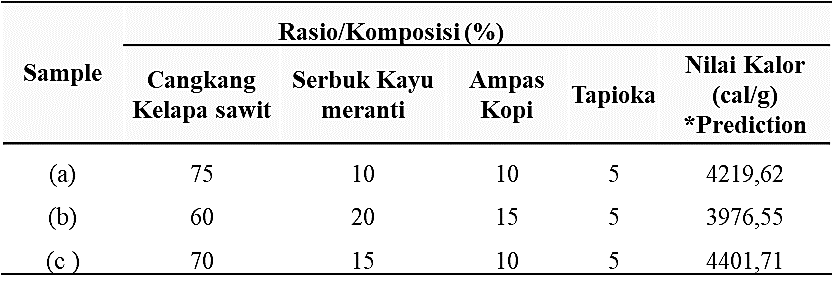 Rasio/Komposisi (%)
Sample
Cangkang
Kelapa sawit
Serbuk Kayu
meranti
Ampas
Kopi
Tapioka
Nilai Kalor
(cal/g)
*Prediction
(a) 75 10 10 5 4219,62
(b) 60 20 15 5 3976,55
(c ) 70 15 10 5 4401,71